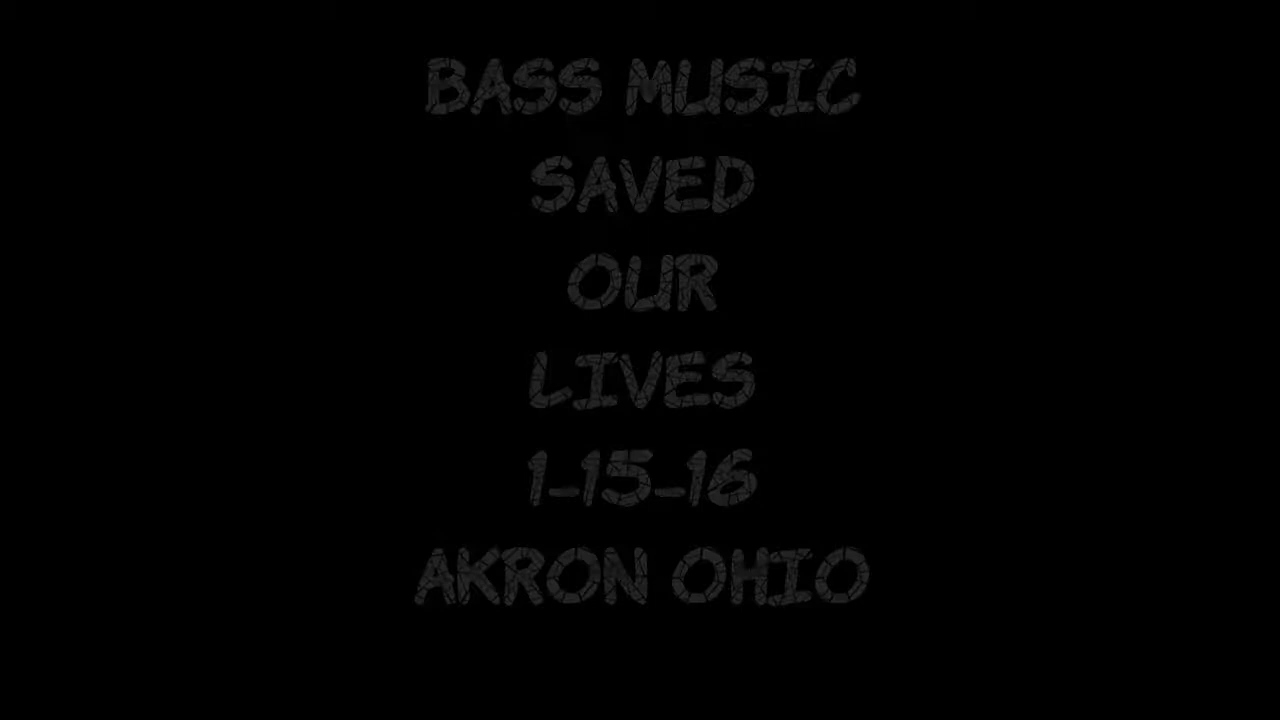 BASS MUSIC
SAVED
OUR
LIVES
1-15-16
AKRON OHIO